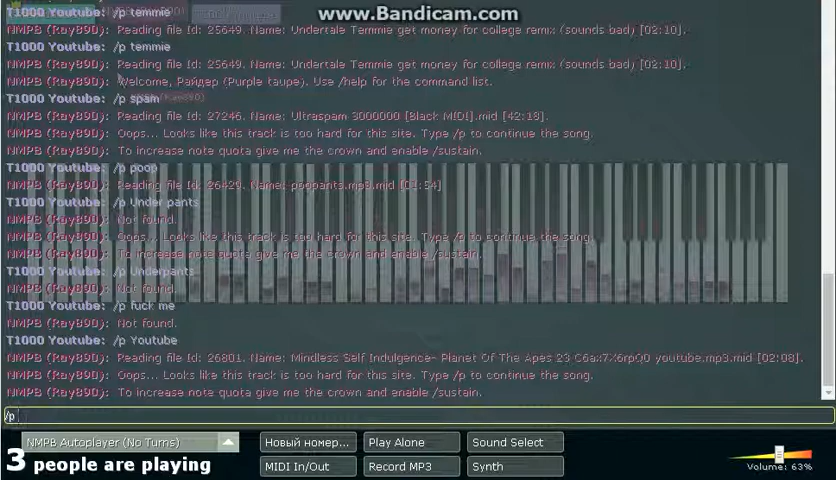 www.Bandicam.com
T1000 Youtube: /p temmie
NMPB (Ray890): Reading file Id: 25649. Name: Undertale Temmie get money for college remix (sounds bad) [02:10].
T1000 Youtube: /p temmie
NMPB (Ray890): Reading file Id: 25649. Name: Undertale Temmie get money for college remix (sounds bad) [02:10].
NMPB (Ray890): Welcome, Райдер (Purple taupe). Use /help for the command list.
T1000 Youtube: /p spam
NMPB (Ray890): Reading file Id: 27246. Name: Ultraspam 3000000 [Black MIDI].mid [42:18].
NMPB (Ray890): Oops... Looks like this track is too hard for this site. Type /p to continue the song.
NMPB (Ray890): To increase note quota give me the crown and enable /sustain.
T1000 Youtube: /p poop
NMPB (Ray890): Reading file Id: 26429. Name: poopants.mp3.mid [01:54]
T1000 Youtube: /p Under pants
NMPB (Ray890): Not found.
NMPB (Ray890): Oops... Looks like this track is too hard for this site. Type /p to continue the song.
NMPB (Ray890): To increase note quota give me the crown and enable /sustain.
T1000 Youtube: /p Underpants
NMPB (Ray890): Not found.
T1000 Youtube: /p fuck me
NMPB (Ray890): Not found.
T1000 Youtube: /p Youtube
NMPB (Ray890): Reading file Id: 26801. Name: Mindless Self Indulgence- Planet Of The Apes 23 C6ax7X6rpQ0 youtube.mp3.mid [02:08].
NMPB (Ray890): Oops... Looks like this track is too hard for this site. Type /p to continue the song.
NMPB (Ray890): To increase note quota give me the crown and enable /sustain.
/p
NMPB Autoplayer (No Turns)
Новый номер...
Play Alone
Sound Select
3 people are playing
MIDI In/Out
Record MP3
Synth
Volume: 63%